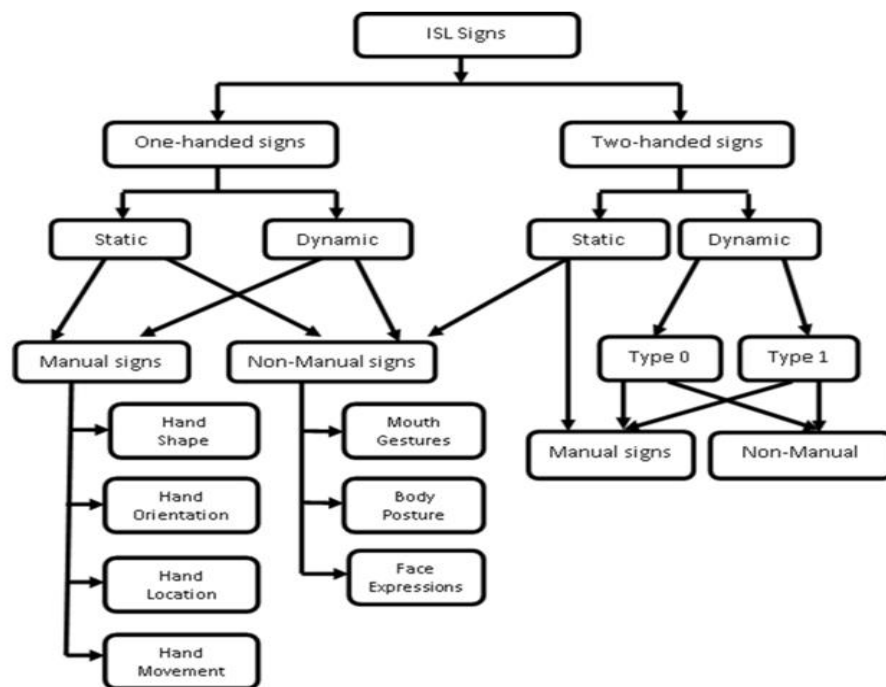 ISL Signs
One-handed signs
Two-handed signs
Static
Dynamic
Static
Dynamic
Manual signs
Non-Manual signs
Type 0
Type 1
Hand
Shape
Mouth
Gestures
Manual signs
Non-Manual
Hand
Orientation
Body
Posture
Hand
Location
Face
Expressions
Hand
Movement